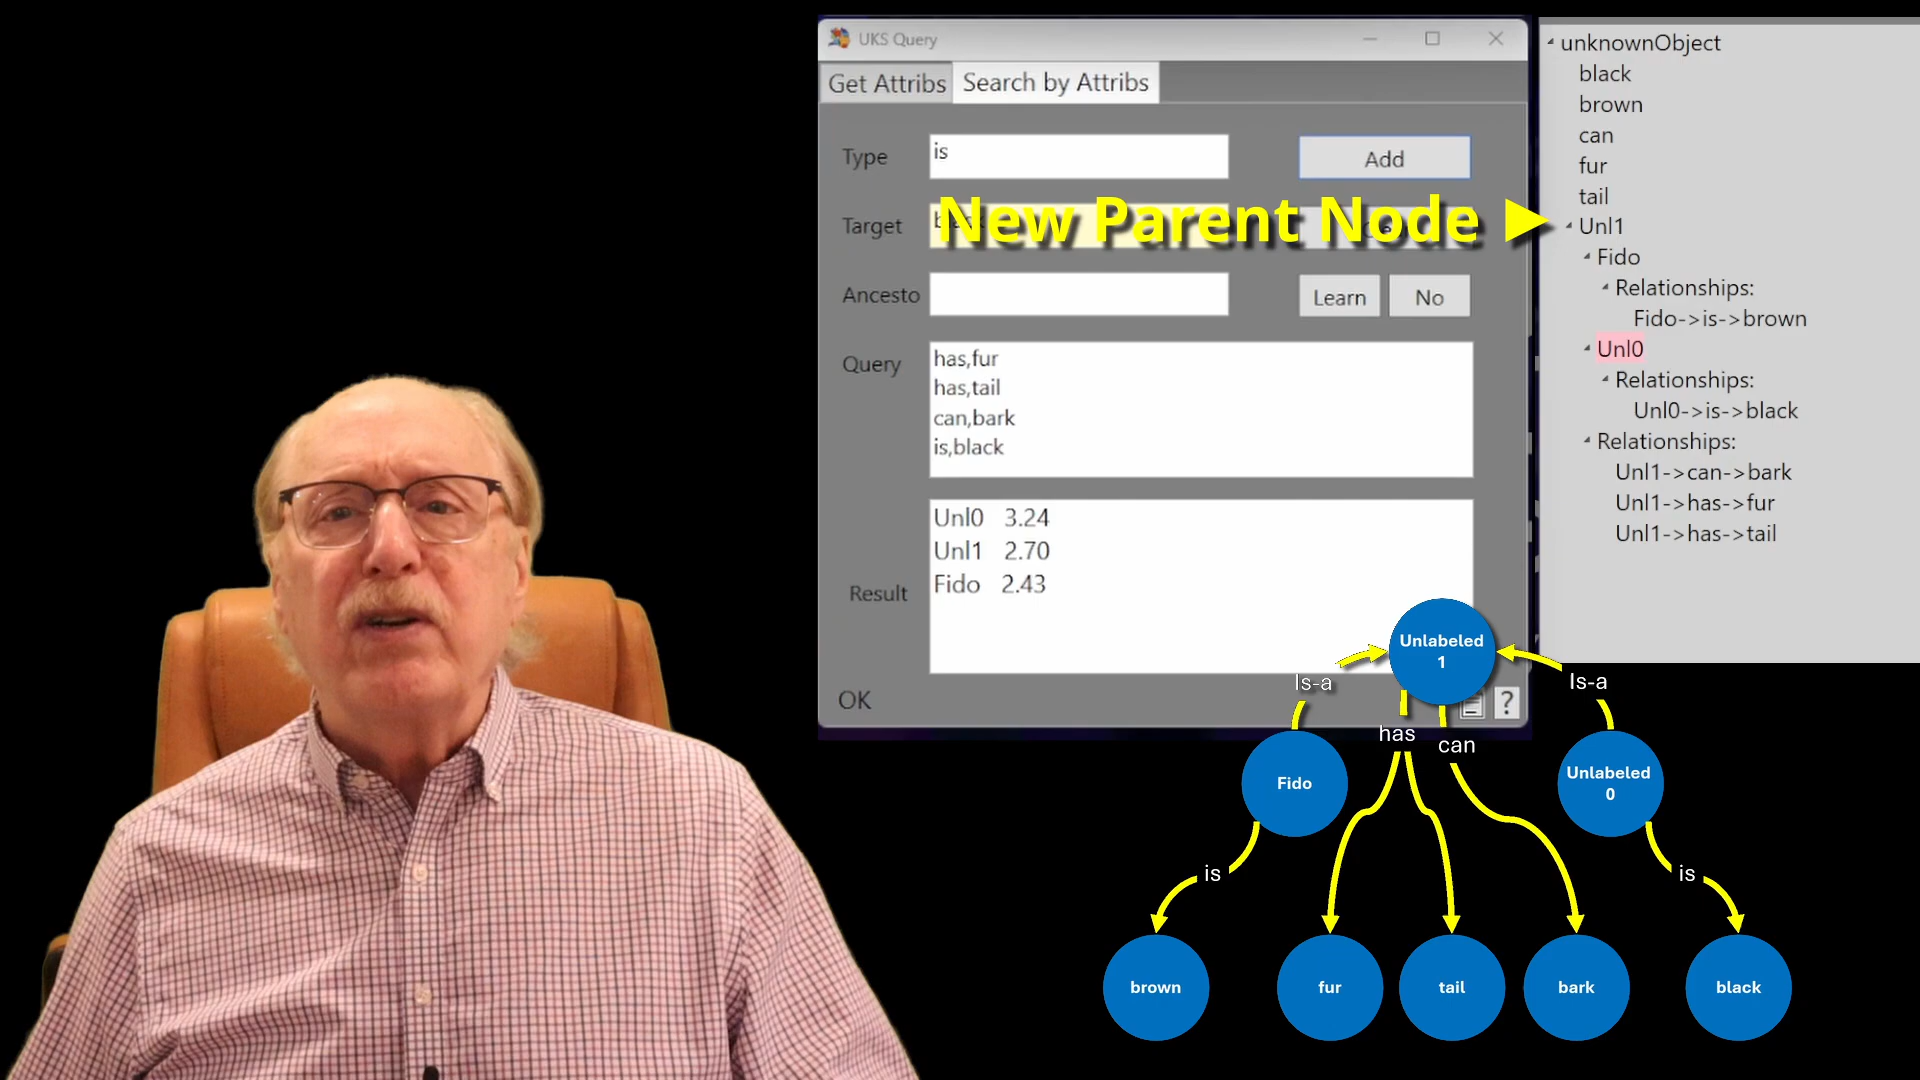 UKS Query
Get Attribs
Search by Attribs
Type
is
Add
Target
New Parent Node
Ancesto
Learn
No
Query
has,fur
has,tail
can,bark
is,black
Result
Unl0 3.24
Unl1 2.70
Fido 2.43
OK
?
unknownObject
black
brown
can
fur
tail
Unl1
Fido
Relationships:
Fido->is->brown
Unl0
Relationships:
Unl0->is->black
Relationships:
Unl1->can->bark
Unl1->has->fur
Unl1->has->tail
Unlabeled
1
Is-a
Is-a
has
can
Fido
Unlabeled
0
is
is
brown
fur
tail
bark
black